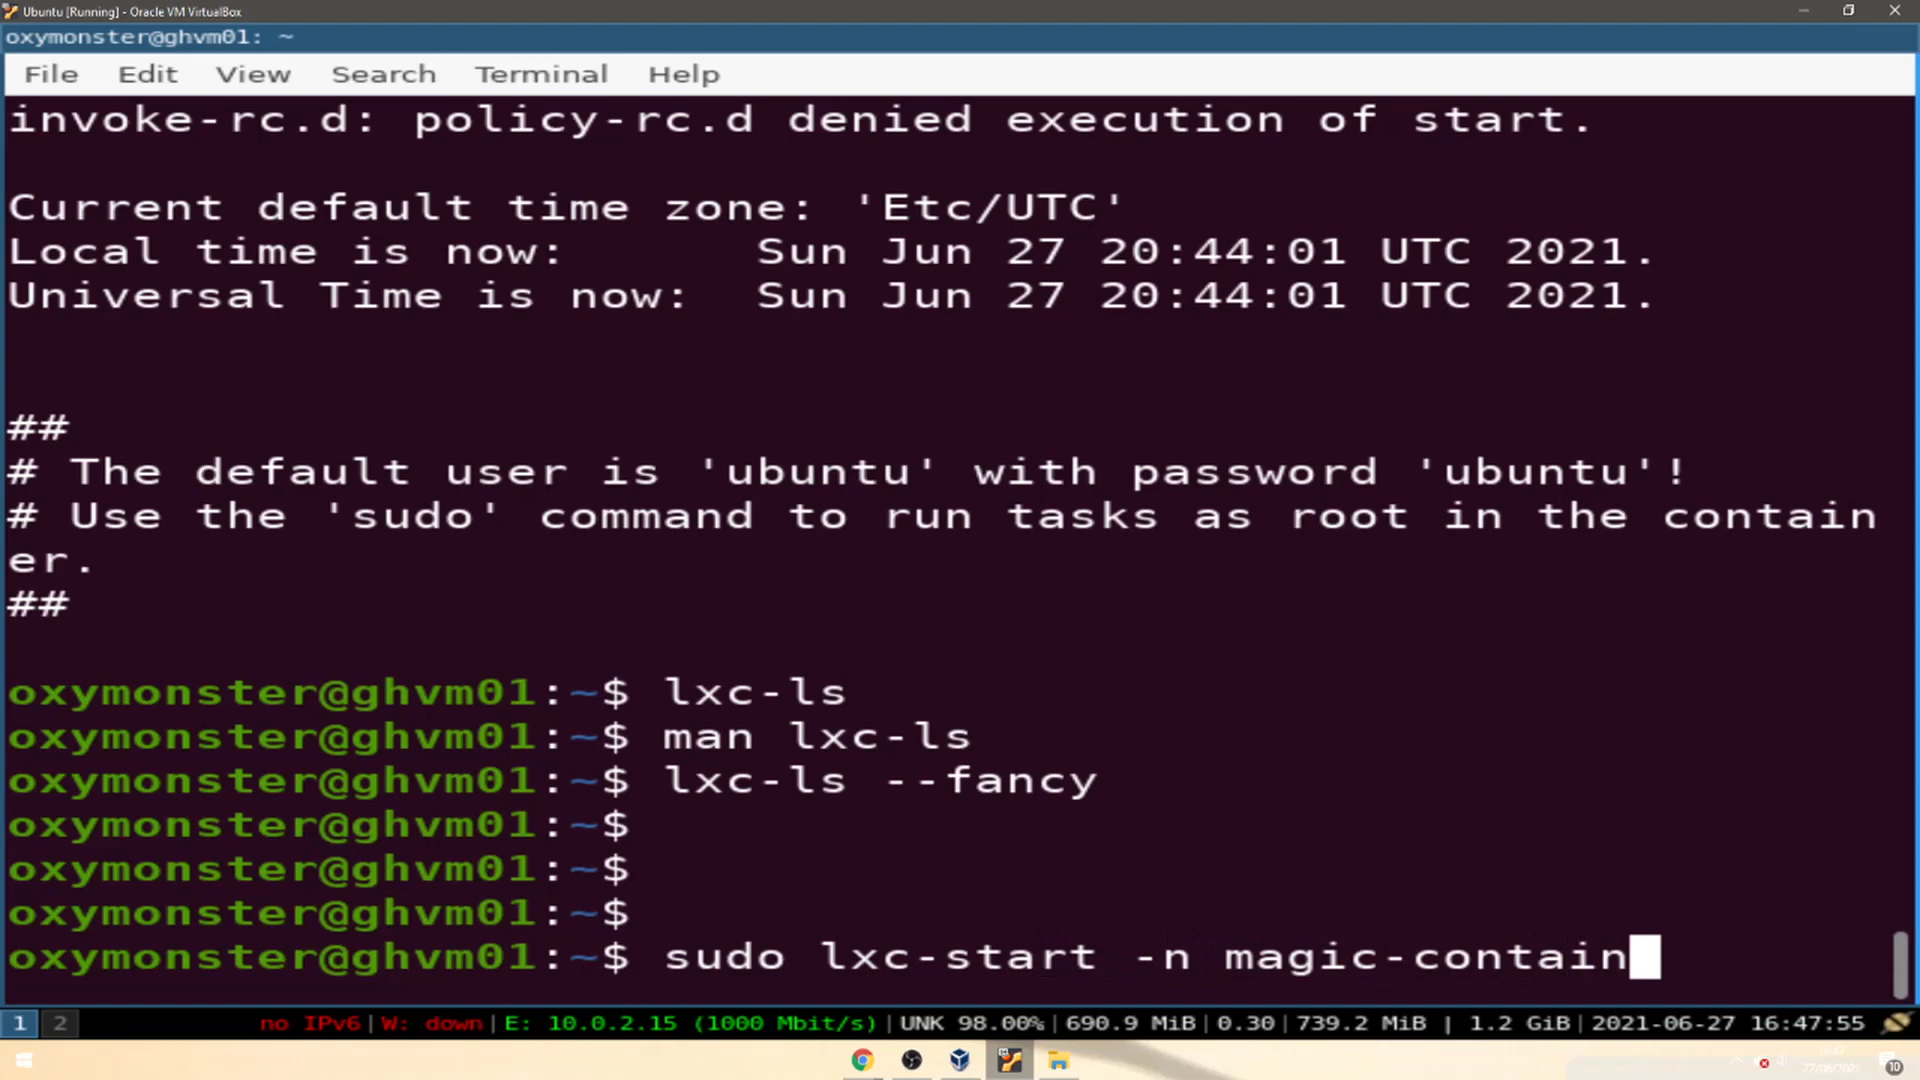 Ubuntu [Running] - Oracle VM VirtualBox
oxymonster@ghvm01: ~
File Edit View Search Terminal Help
invoke-rc.d: policy-rc.d denied execution of start.
Current default time zone: 'Etc/UTC'
Local time is now:      Sun Jun 27 20:44:01 UTC 2021.
Universal Time is now:  Sun Jun 27 20:44:01 UTC 2021.
##
# The default user is 'ubuntu' with password 'ubuntu'!
# Use the 'sudo' command to run tasks as root in the contain
er.
##
oxymonster@ghvm01:~$ lxc-ls
oxymonster@ghvm01:~$ man lxc-ls
oxymonster@ghvm01:~$ lxc-ls --fancy
oxymonster@ghvm01:~$
oxymonster@ghvm01:~$
oxymonster@ghvm01:~$
oxymonster@ghvm01:~$ sudo lxc-start -n magic-contain
1 2 no IPv6|W: down|E: 10.0.2.15 (1000 Mbit/s)|UNK 98.00%|690.9 MiB|0.30|739.2 MiB | 1.2 GiB|2021-06-27 16:47:55
10